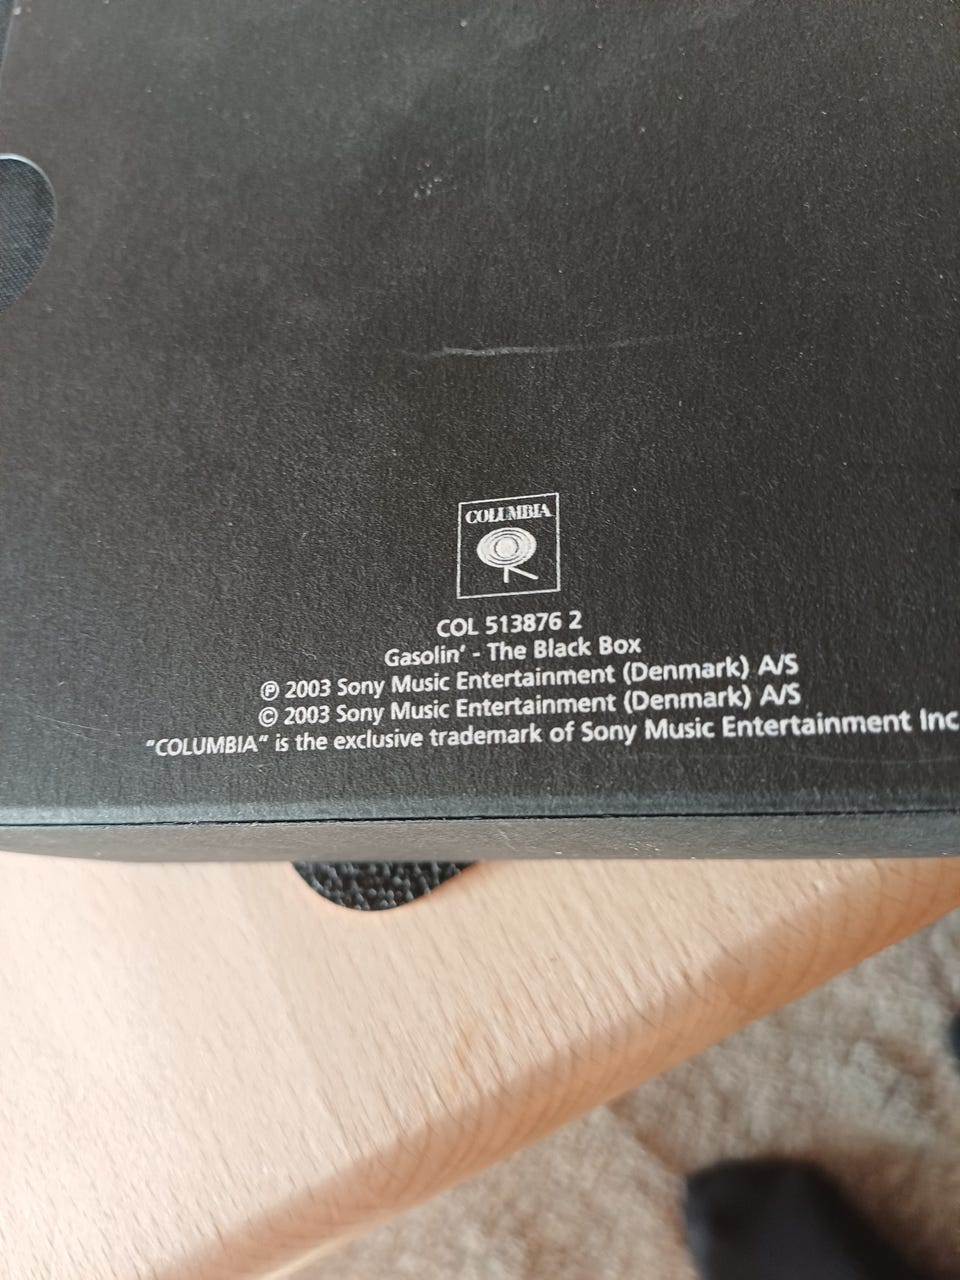 COLUMBIA
COL 513876 2
Gasolin' - The Black Box
℗ 2003 Sony Music Entertainment (Denmark) A/S
© 2003 Sony Music Entertainment (Denmark) A/S
"COLUMBIA" is the exclusive trademark of Sony Music Entertainment Inc